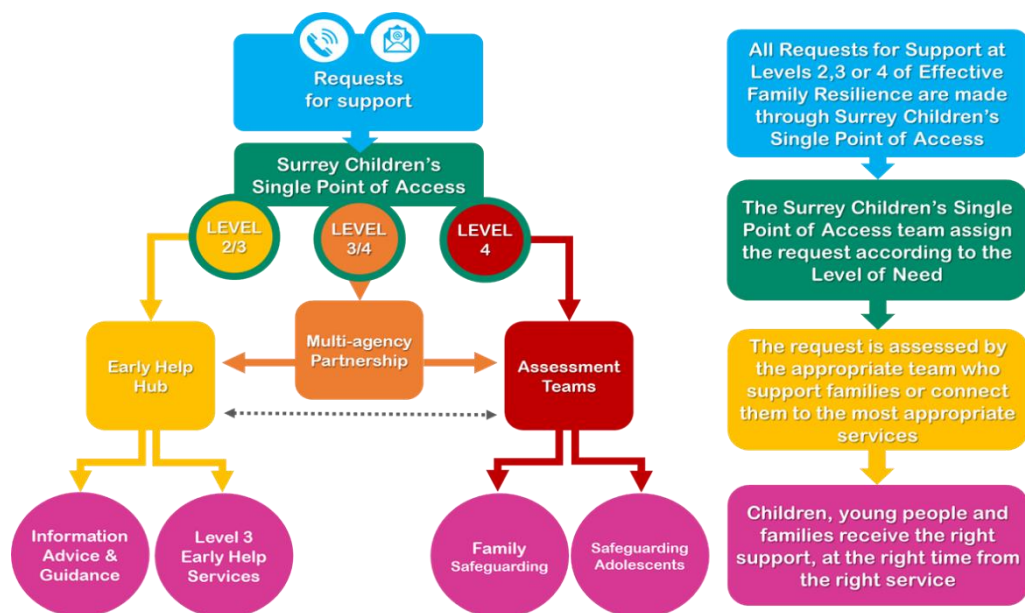 Requests
for support
Surrey Children's
Single Point of Access
LEVEL
2/3
LEVEL
3/4
LEVEL
4
Early Help
Hub
Multi-agency
Partnership
Assessment
Teams
Information
Advice &
Guidance
Level 3
Early Help
Services
Family
Safeguarding
Safeguarding
Adolescents
All Requests for Support at
Levels 2,3 or 4 of Effective
Family Resilience are made
through Surrey Children's
Single Point of Access
The Surrey Children's Single
Point of Access team assign
the request according to the
Level of Need
The request is assessed by
the appropriate team who
support families or connect
them to the most appropriate
services
Children, young people and
families receive the right
support, at the right time from
the right service